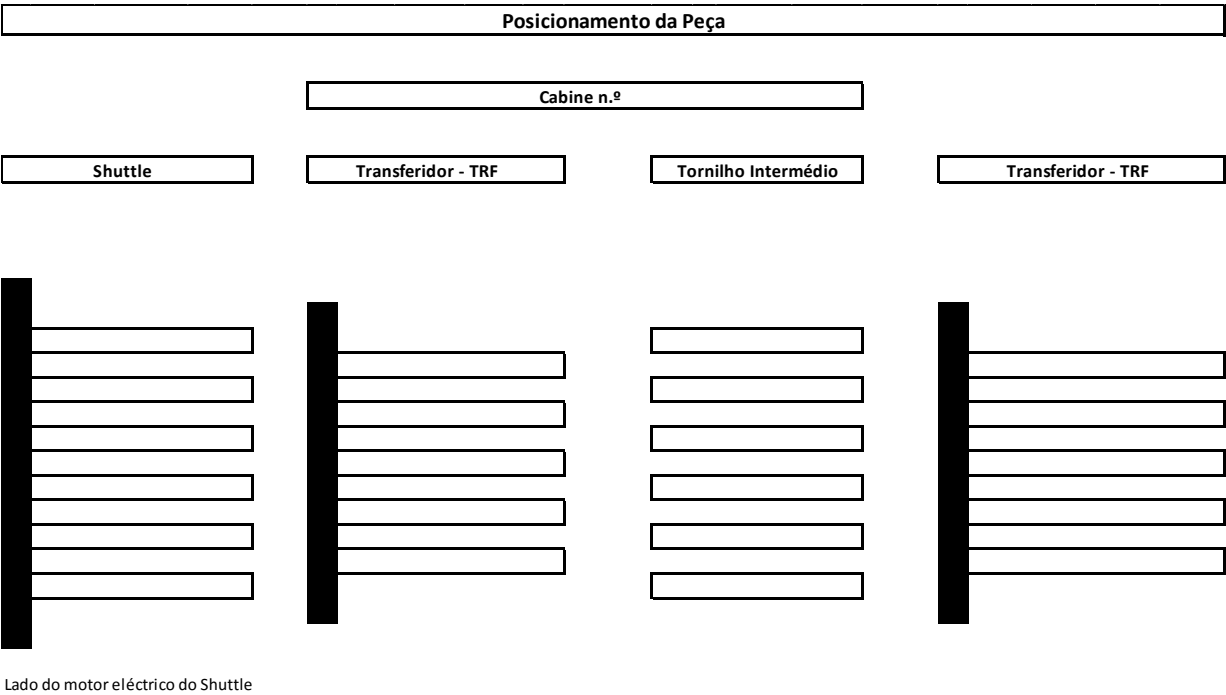 Posicionamento da Peça
Cabine n.º
Shuttle
Transferidor - TRF
Tornilho Intermédio
Transferidor - TRF
Lado do motor eléctrico do Shuttle